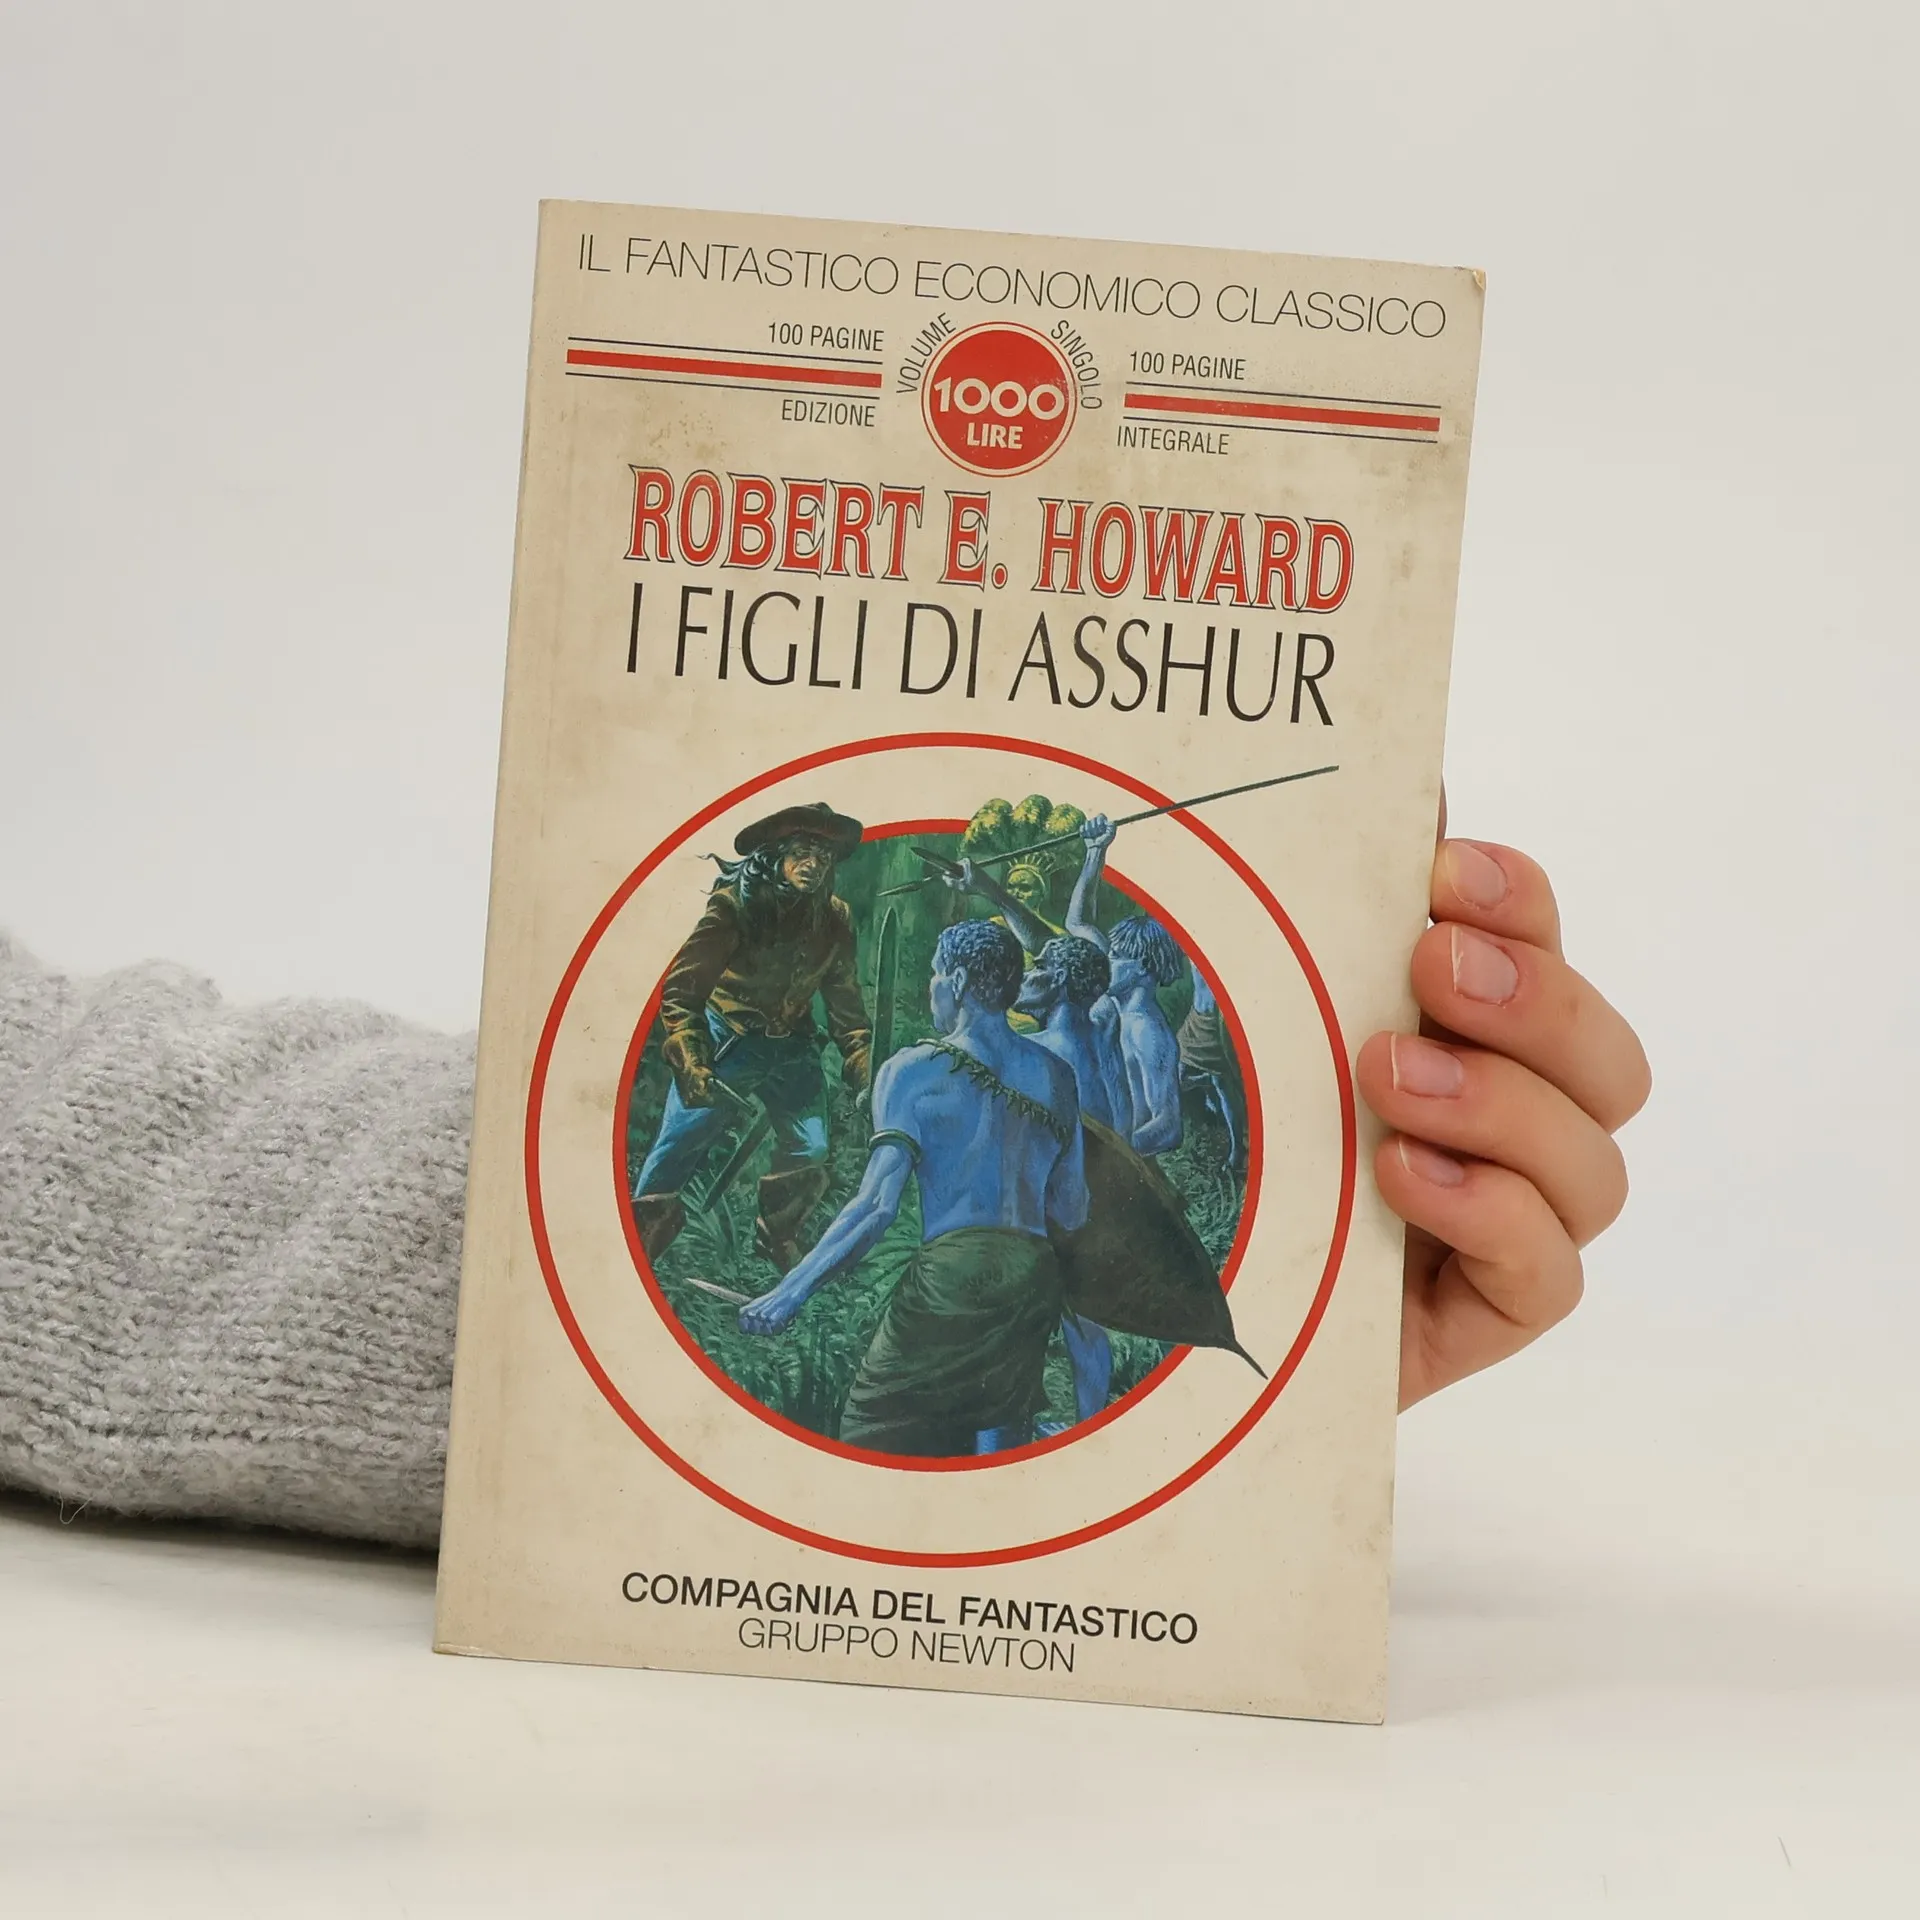 IL FANTASTICO ECONOMICO CLASSICO
100 PAGINE
EDIZIONE
VOLUME SINGOLO
1000
LIRE
100 PAGINE
INTEGRALE
ROBERT E. HOWARD
I FIGLI DI ASSHUR
COMPAGNIA DEL FANTASTICO
GRUPPO NEWTON